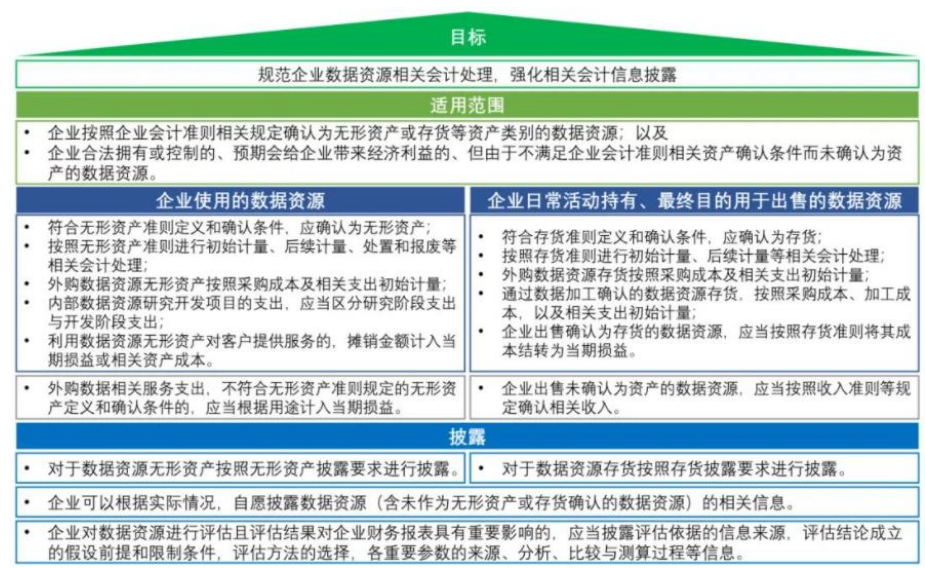 目标
规范企业数据资源相关会计处理，强化相关会计信息披露
适用范围
• 企业按照企业会计准则相关规定确认为无形资产或存货等资产类别的数据资源；以及
• 企业合法拥有或控制的、预期会给企业带来经济利益的、但由于不满足企业会计准则相关资产确认条件而未确认为资
产的数据资源。
企业使用的数据资源
• 符合无形资产准则定义和确认条件，应确认为无形资产；
• 按照无形资产准则进行初始计量、后续计量、处置和报废等
相关会计处理；
• 外购数据资源无形资产按照采购成本及相关支出初始计量；
• 内部数据资源研究开发项目的支出，应当区分研究阶段支出
与开发阶段支出；
• 利用数据资源无形资产对客户提供服务的，摊销金额计入当
期损益或相关资产成本。
• 外购数据相关服务支出，不符合无形资产准则规定的无形资
产定义和确认条件的，应当根据用途计入当期损益。
企业日常活动持有、最终目的用于出售的数据资源
• 符合存货准则定义和确认条件，应确认为存货；
• 按照存货准则进行初始计量、后续计量等相关会计处理；
• 外购数据资源存货按照采购成本及相关支出初始计量；
• 通过数据加工确认的数据资源存货，按照采购成本、加工成
本，以及相关支出初始计量；
• 企业出售确认为存货的数据资源，应当按照存货准则将其成
本结转为当期损益。
• 企业出售未确认为资产的数据资源，应当按照收入准则等规
定确认相关收入。
披露
• 对于数据资源无形资产按照无形资产披露要求进行披露。
• 对于数据资源存货按照存货披露要求进行披露。
• 企业可以根据实际情况，自愿披露数据资源（含未作为无形资产或存货确认的数据资源）的相关信息。
• 企业对数据资源进行评估且评估结果对企业财务报表具有重要影响的，应当披露评估依据的信息来源，评估结论成立
的假设前提和限制条件，评估方法的选择，各重要参数的来源、分析、比较与测算过程等信息。